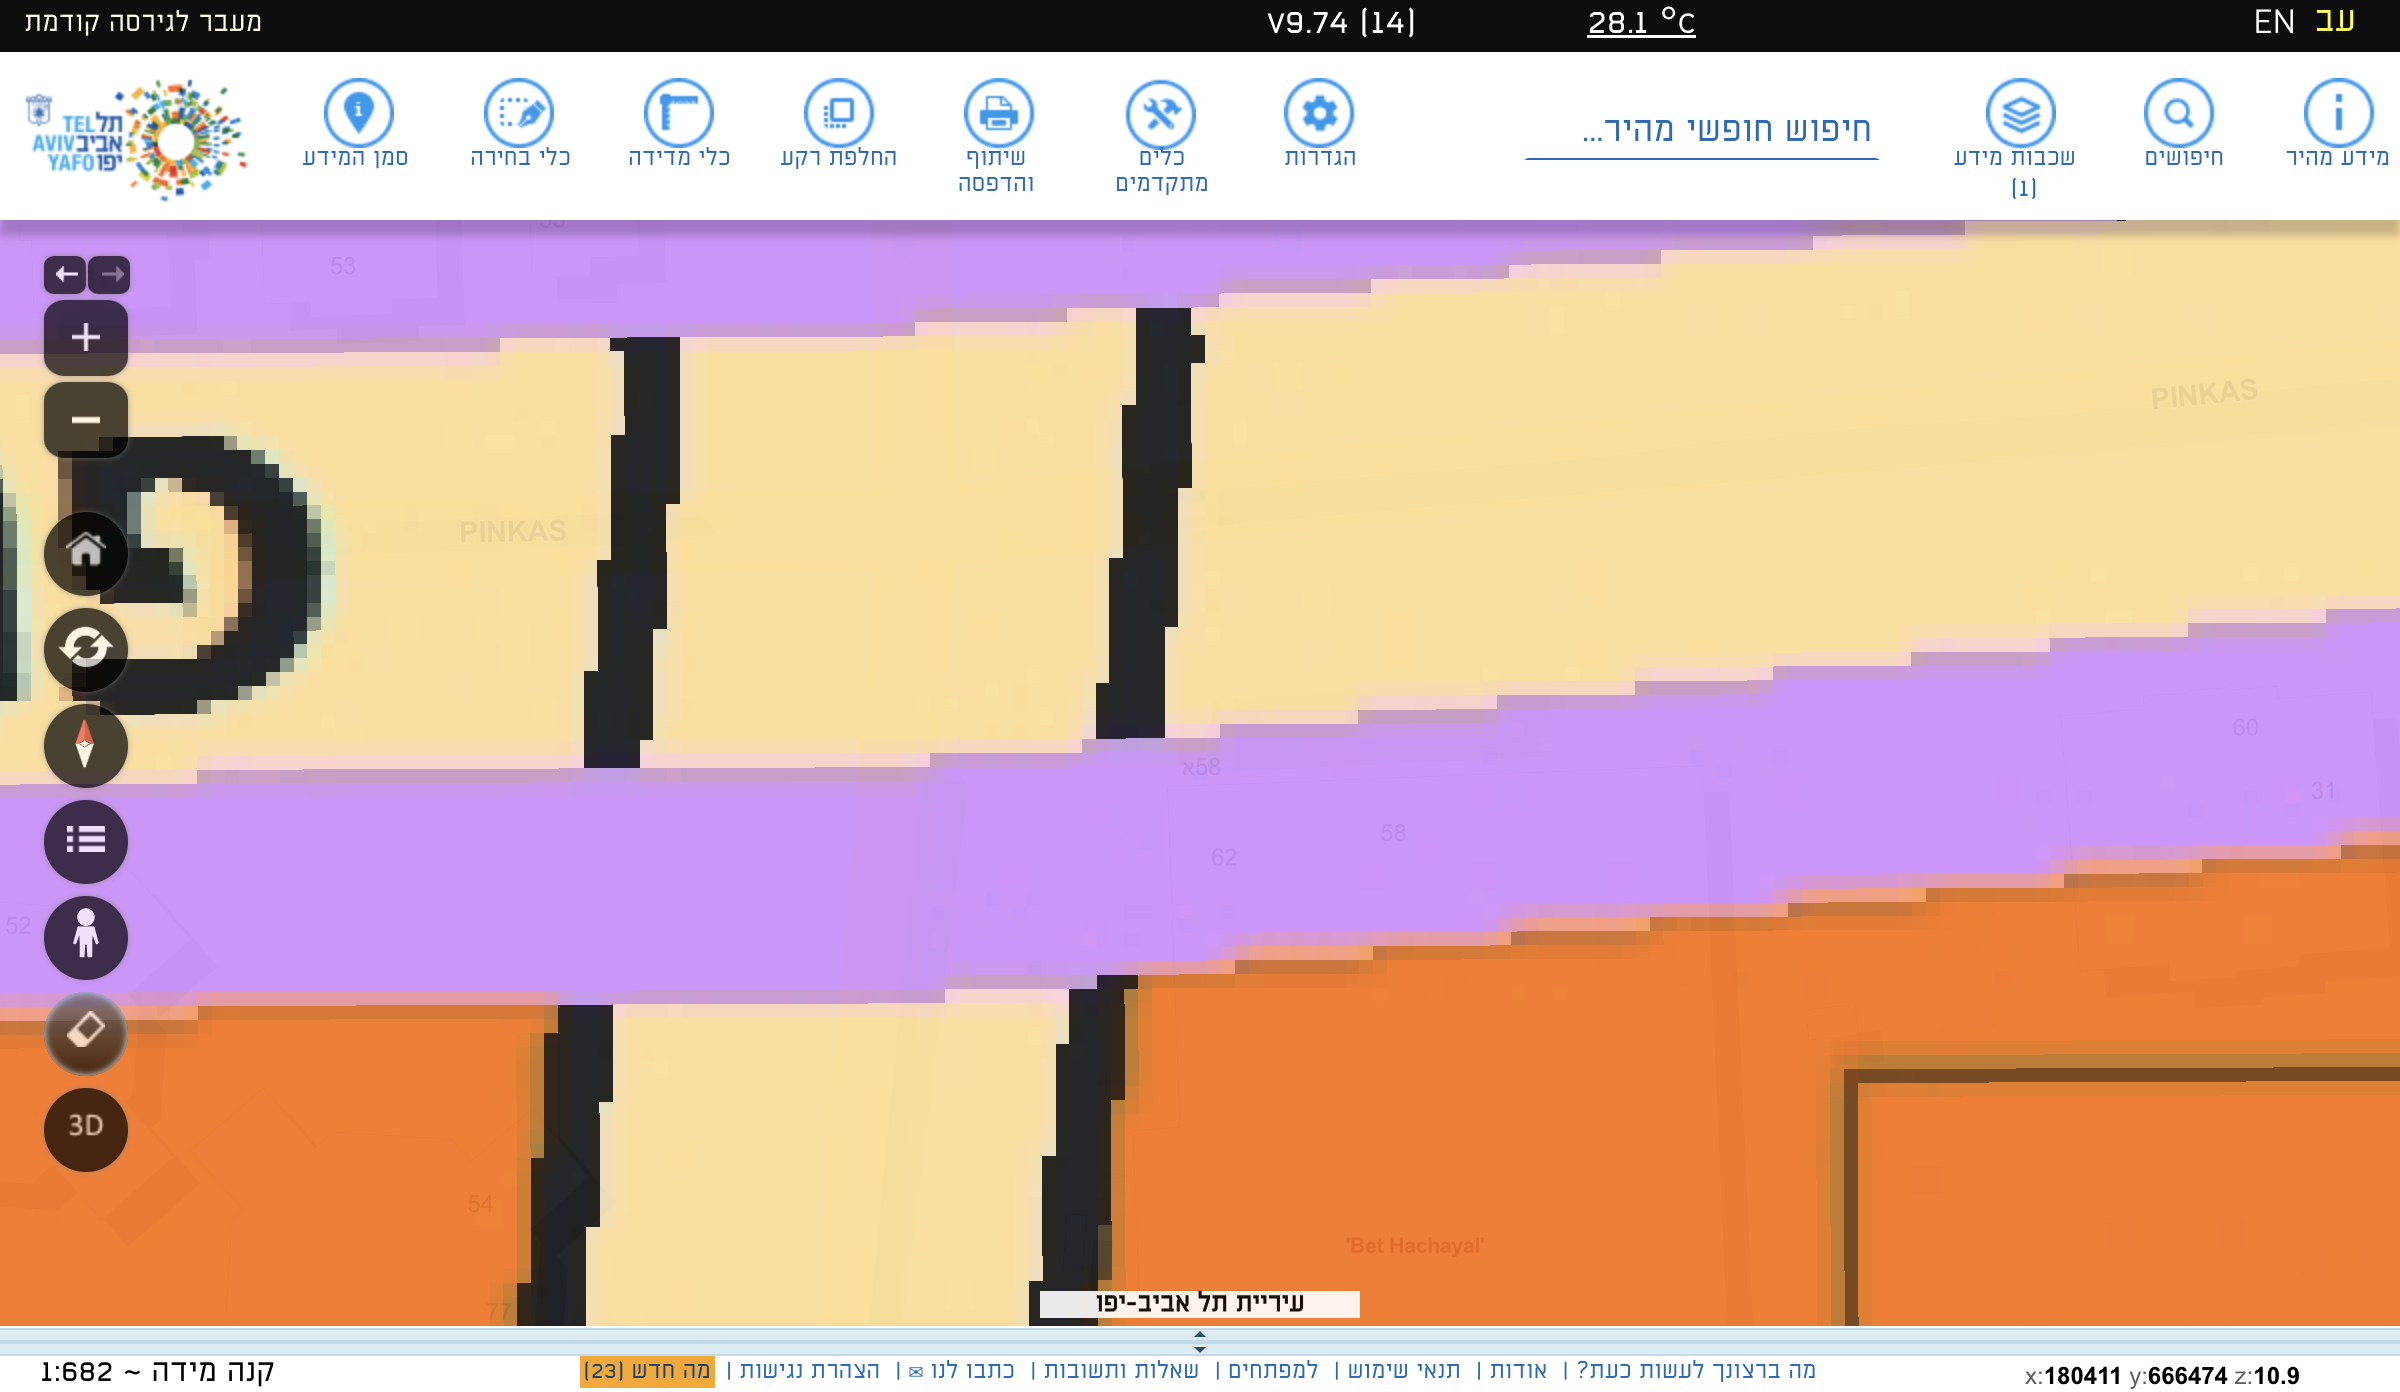 עב EN
28.1 °C
V9.74 (14)
מעבר לגירסה קודמת
מידע מהיר
חיפושים
שכבות מידע
(1)
חיפוש חופשי מהיר...
הגדרות
כלים
מתקדמים
שיתוף
והדפסה
החלפת רקע
כלי מדידה
כלי בחירה
סמן המידע
תל TEL
אביב AVIV
יפו YAFO
53
PINKAS
PINKAS
60
58א
31
58
62
52
3D
54
'Bet Hachayal'
77
עיריית תל אביב-יפו
מה ברצונך לעשות כעת? | אודות | תנאי שימוש | למפתחים | שאלות ותשובות | כתבו לנו ✉ | הצהרת נגישות | מה חדש (23)
קנה מידה ~ 1:682
x:180411 y:666474 z:10.9